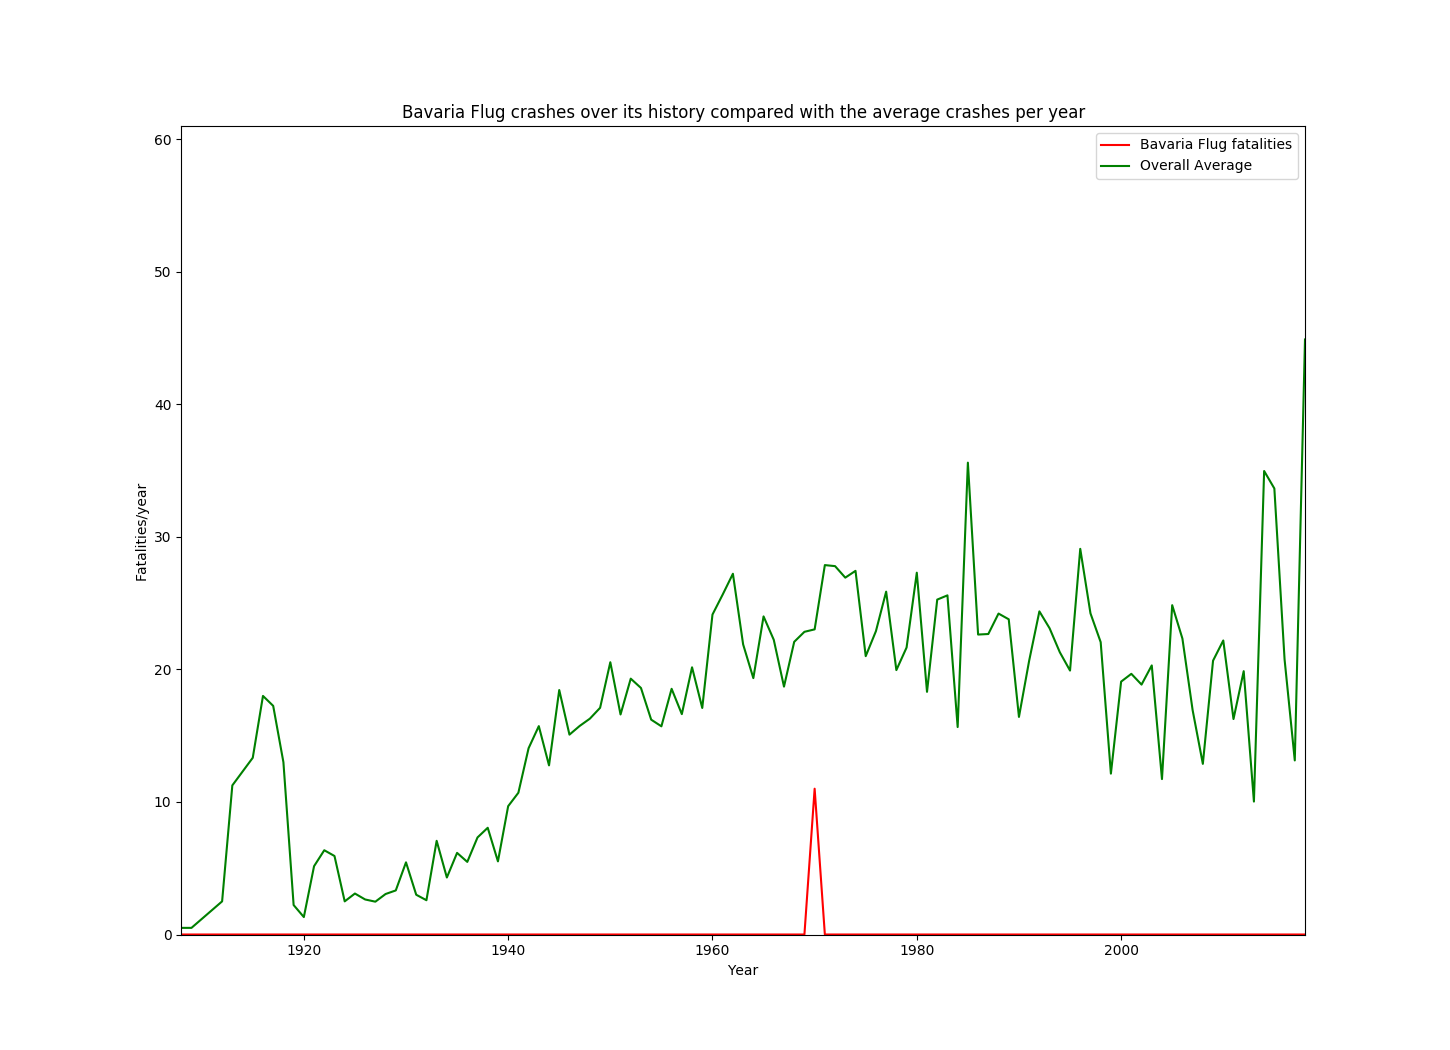 Bavaria Flug crashes over its history compared with the average crashes per year
Bavaria Flug fatalities
Overall Average
60
50
40
30
20
10
0
Fatalities/year
1920 1940 1960 1980 2000
Year